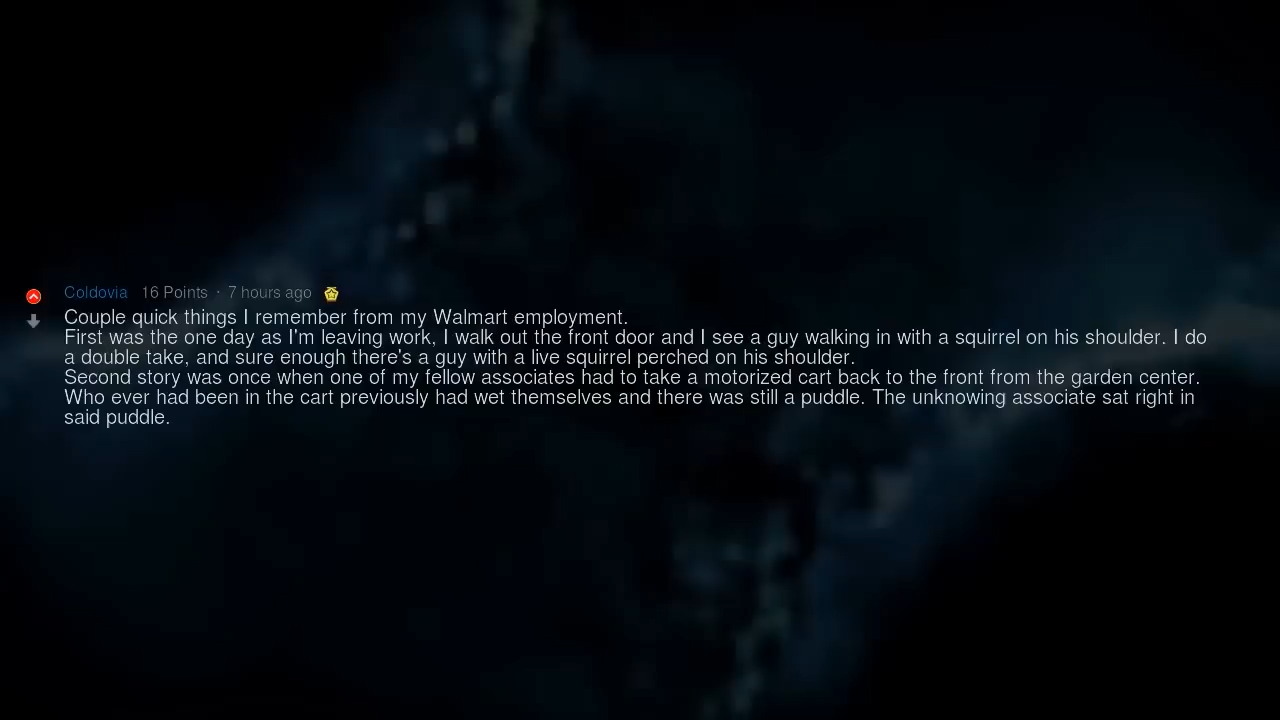 Coldovia 16 Points · 7 hours ago
Couple quick things I remember from my Walmart employment.
First was the one day as I'm leaving work, I walk out the front door and I see a guy walking in with a squirrel on his shoulder. I do
a double take, and sure enough there's a guy with a live squirrel perched on his shoulder.
Second story was once when one of my fellow associates had to take a motorized cart back to the front from the garden center.
Who ever had been in the cart previously had wet themselves and there was still a puddle. The unknowing associate sat right in
said puddle.